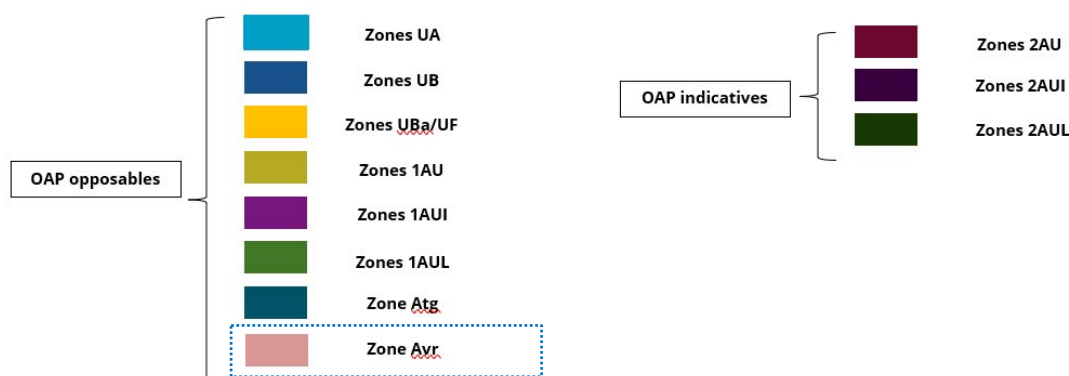 OAP opposables
Zones UA
Zones UB
Zones UBa/UF
Zones 1AU
Zones 1AUI
Zones 1AUL
Zone Atg
Zone Avr
OAP indicatives
Zones 2AU
Zones 2AUI
Zones 2AUL